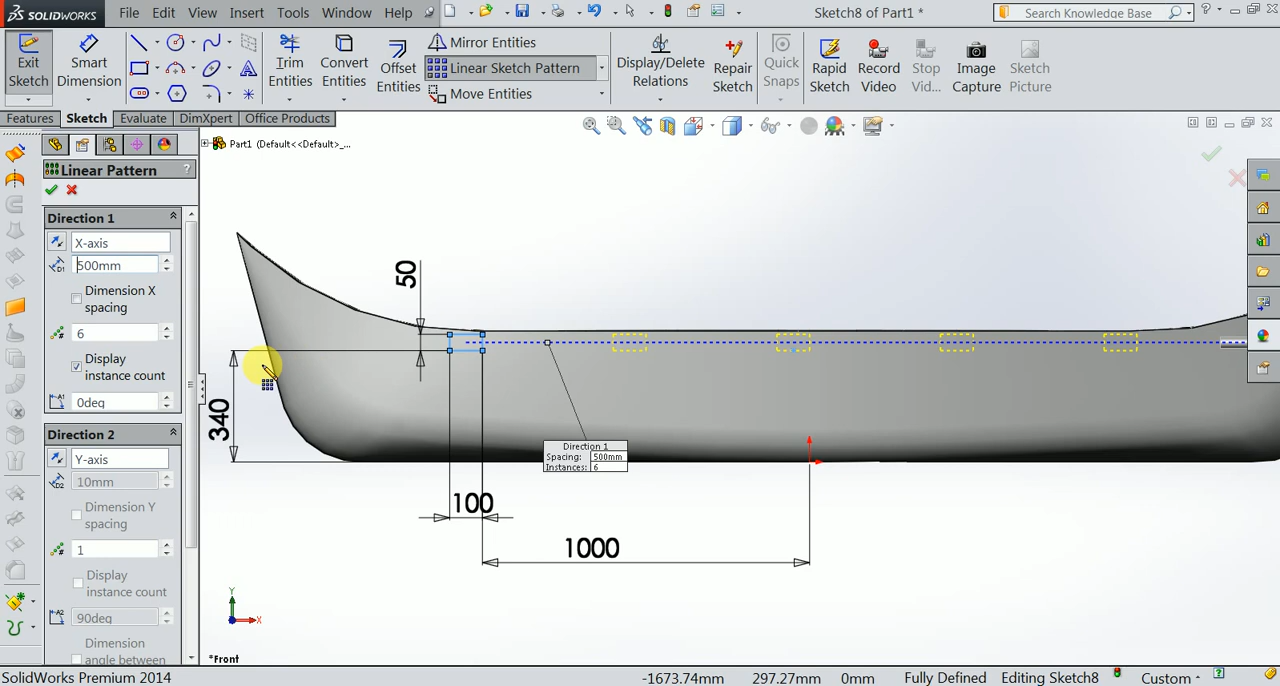 SOLIDWORKS File Edit View Insert Tools Window Help Sketch8 of Part1 * Search Knowledge Base ?
Exit Sketch
Smart Dimension
Trim Entities
Convert Entities
Offset Entities
Mirror Entities
Linear Sketch Pattern
Move Entities
Display/Delete Relations
Repair Sketch
Quick Snaps
Rapid Sketch
Record Video
Stop Vid...
Image Capture
Sketch Picture
Features Sketch Evaluate DimXpert Office Products
Part1 (Default<<Default>_...
Linear Pattern ?
Direction 1
X-axis
D1 500mm
Dimension X spacing
# 6
Display instance count
A1 0deg
Direction 2
Y-axis
D2 10mm
Dimension Y spacing
# 1
Display instance count
A2 90deg
Dimension angle between
50
340
100
1000
Direction 1
Spacing: 500mm
Instances: 6
Y
X
*Front
SolidWorks Premium 2014 -1673.74mm 297.27mm 0mm Fully Defined Editing Sketch8 Custom ?